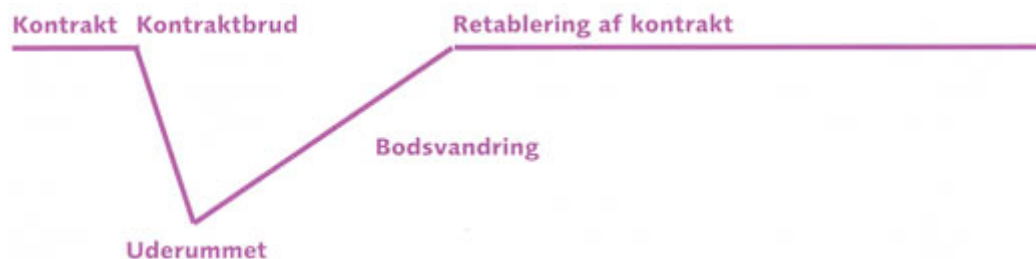 Kontrakt Kontraktbrud Retablering af kontrakt
Bodsvandring
Uderummet